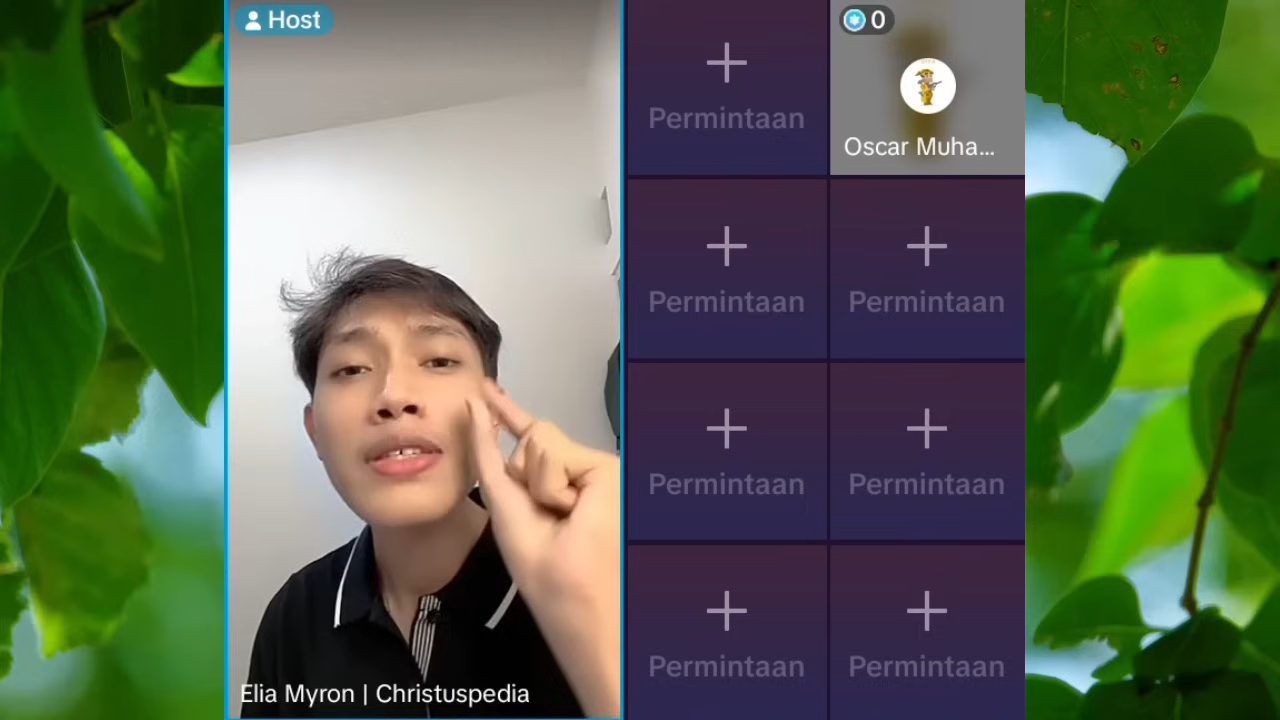 Host
Elia Myron | Christuspedia
Permintaan
0
Oscar Muha...
Permintaan
Permintaan
Permintaan
Permintaan
Permintaan
Permintaan